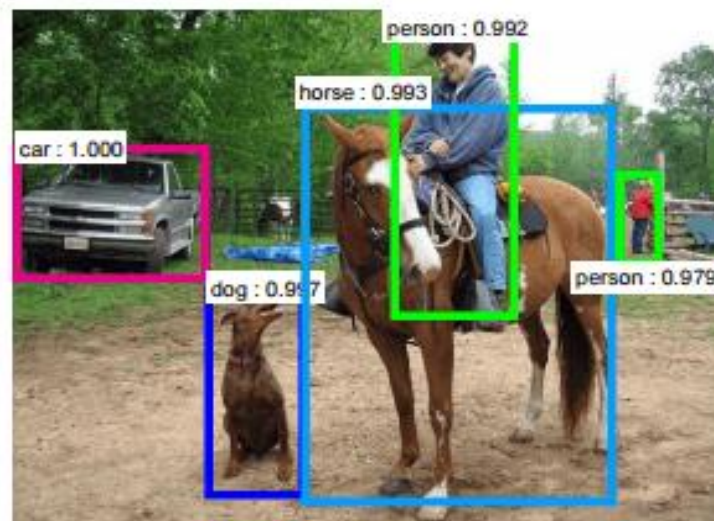 person : 0.992
horse : 0.993
car : 1.000
person : 0.979
dog : 0.997